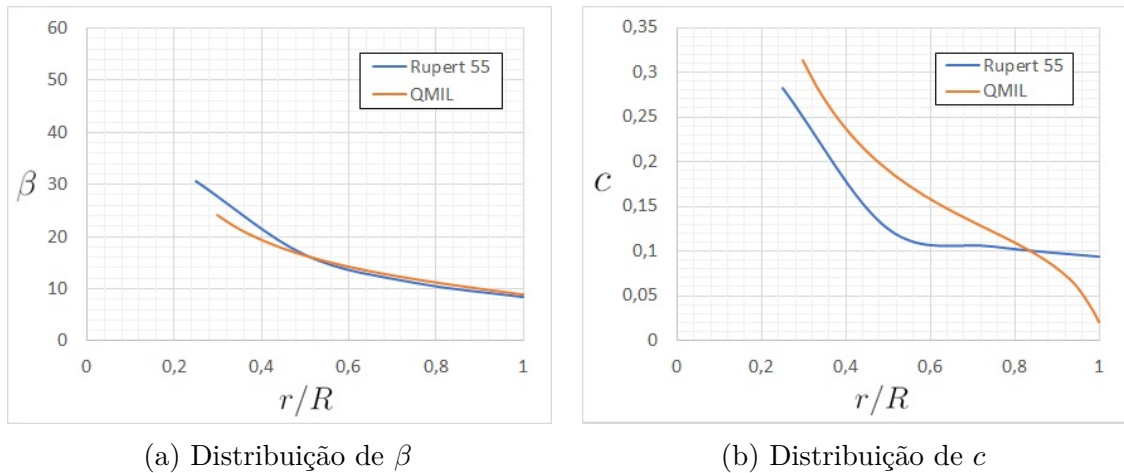 60
50
40
30
20
10
0
β
0 0,2 0,4 0,6 0,8 1
r/R
Rupert 55
QMIL
(a) Distribuição de β
0,35
0,3
0,25
0,2
0,15
0,1
0,05
0
c
0 0,2 0,4 0,6 0,8 1
r/R
Rupert 55
QMIL
(b) Distribuição de c